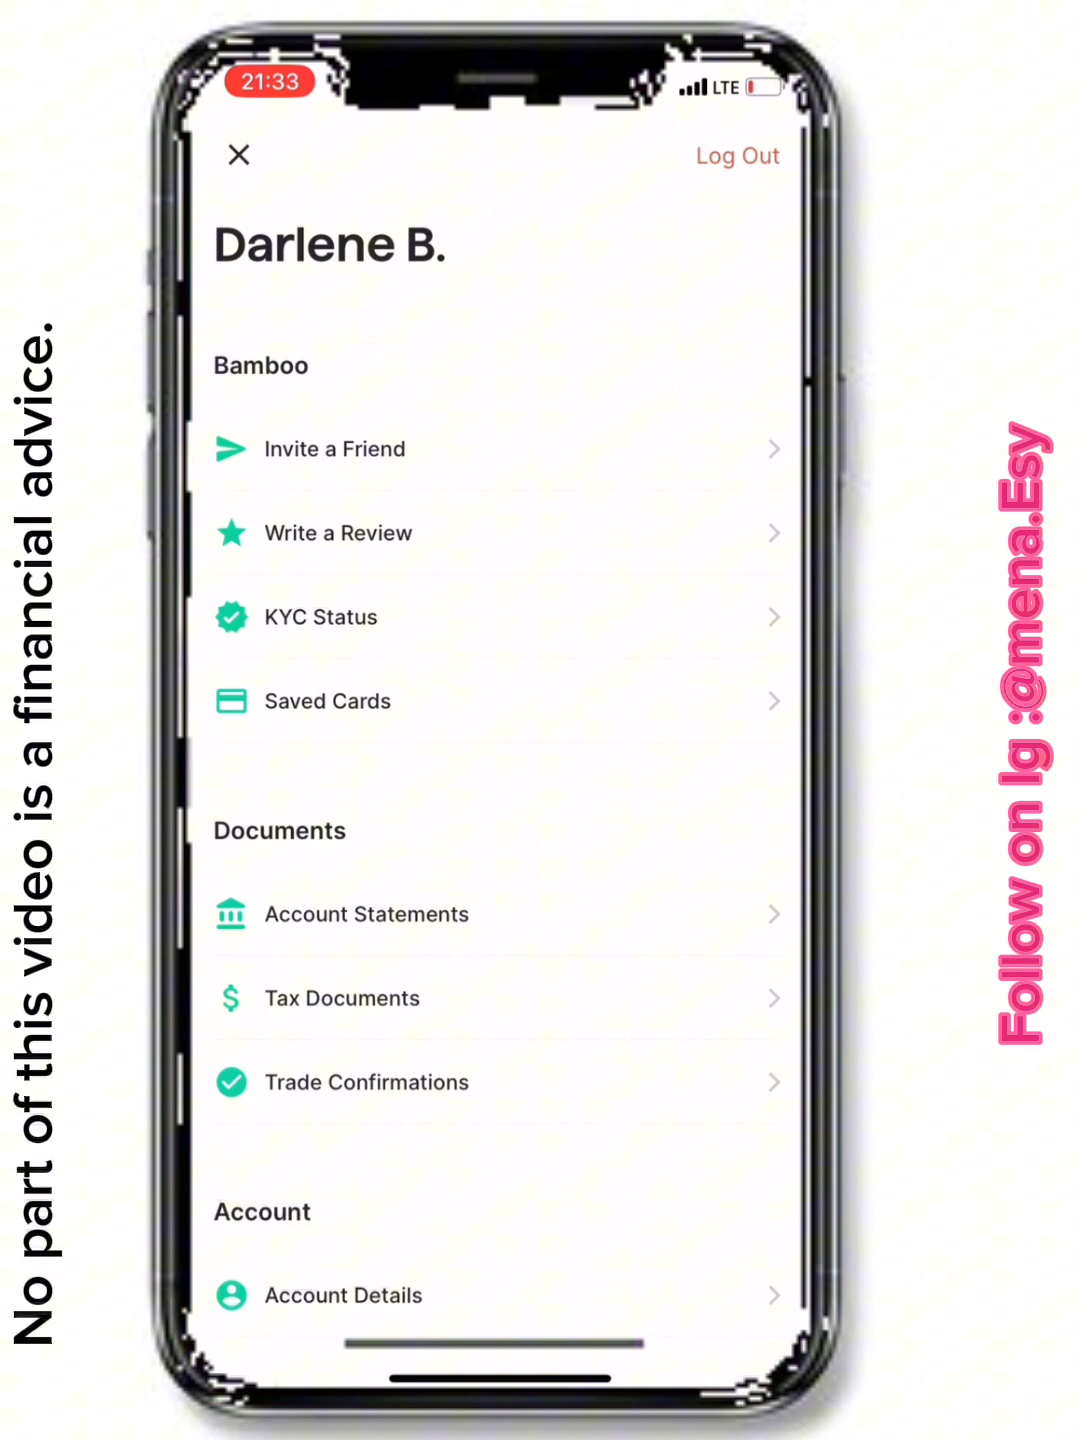 21:33
LTE
Log Out
Darlene B.
Bamboo
Invite a Friend
Write a Review
KYC Status
Saved Cards
Documents
Account Statements
Tax Documents
Trade Confirmations
Account
Account Details
No part of this video is a financial advice.
Follow on Ig :@mena.Esy